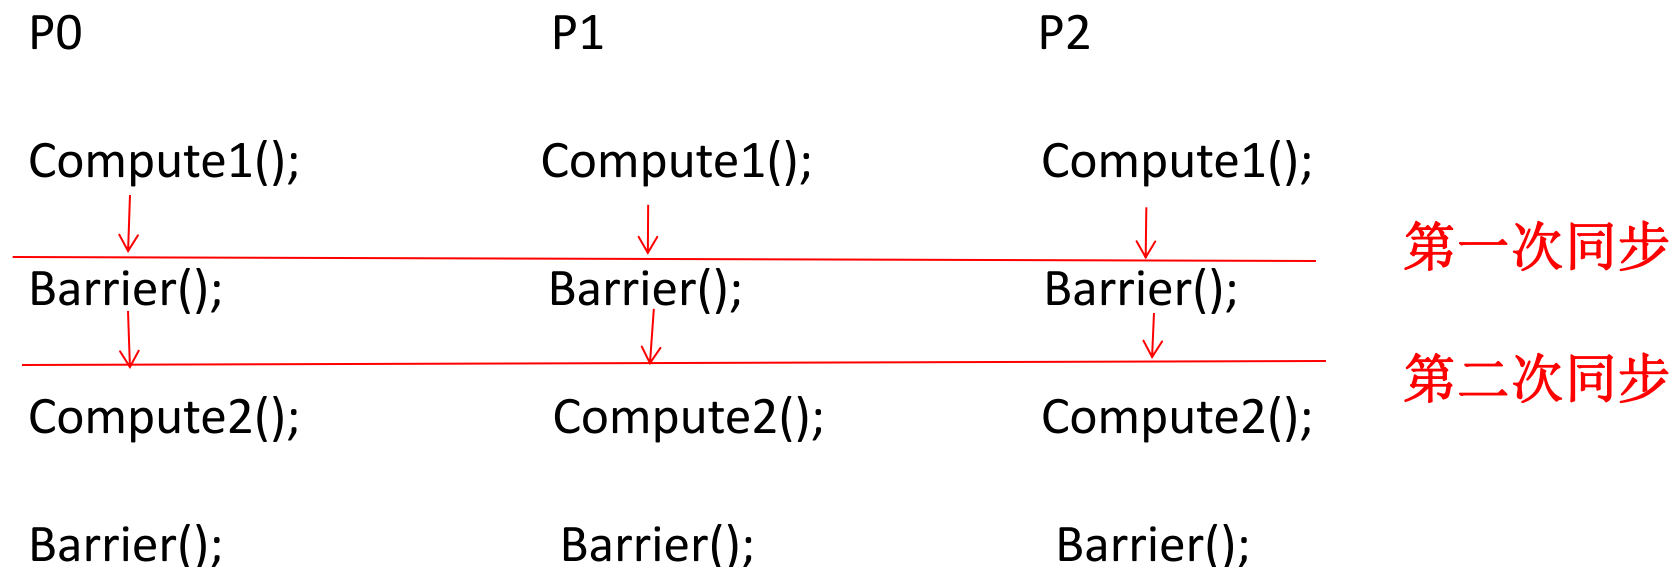 P0 P1 P2
Compute1(); Compute1(); Compute1();
第一次同步
Barrier(); Barrier(); Barrier();
第二次同步
Compute2(); Compute2(); Compute2();
Barrier(); Barrier(); Barrier();